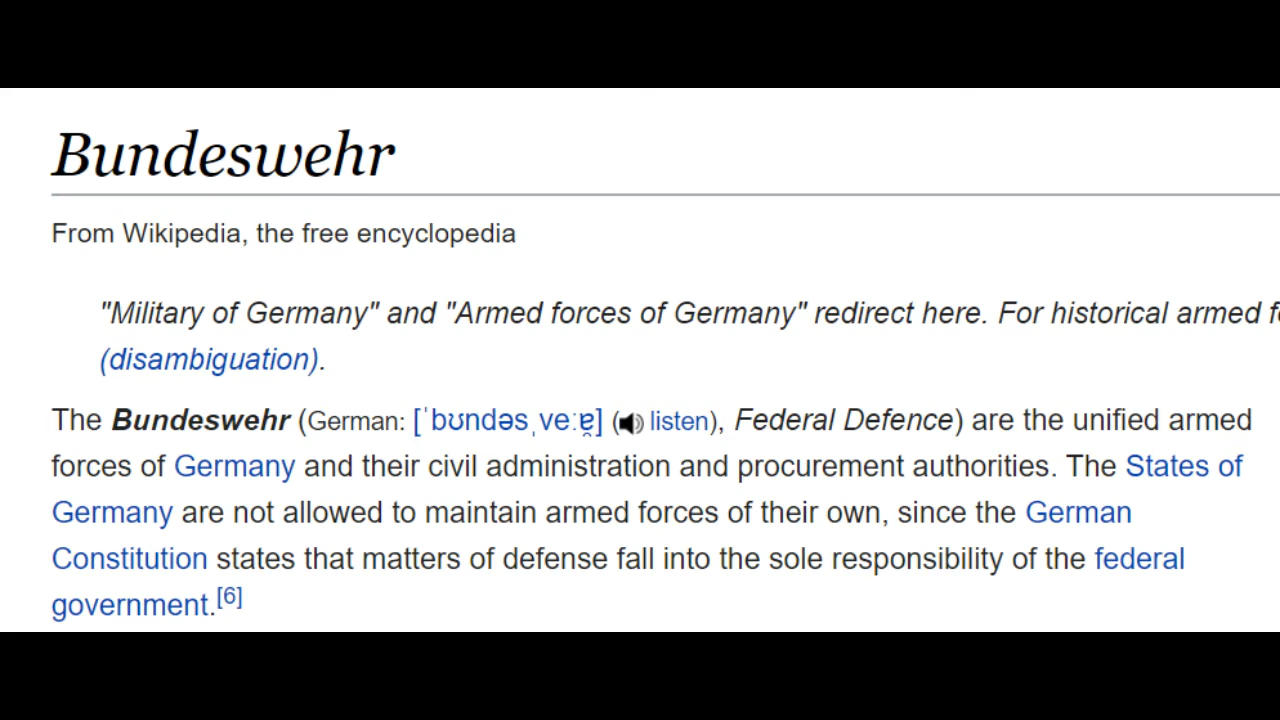 Bundeswehr
From Wikipedia, the free encyclopedia
"Military of Germany" and "Armed forces of Germany" redirect here. For historical armed
(disambiguation).
The Bundeswehr (German: [ˈbʊndəsˌveːɐ̯] (listen), Federal Defence) are the unified armed
forces of Germany and their civil administration and procurement authorities. The States of
Germany are not allowed to maintain armed forces of their own, since the German
Constitution states that matters of defense fall into the sole responsibility of the federal
government.[6]